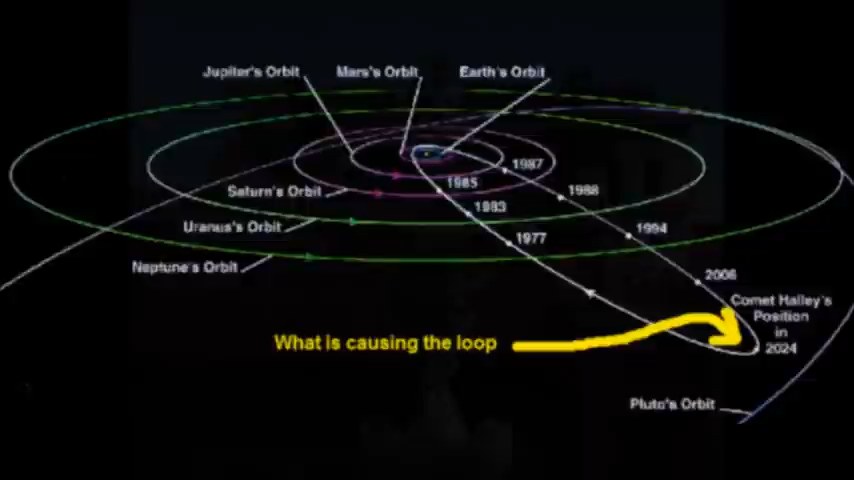 Jupiter's Orbit
Mars's Orbit
Earth's Orbit
1987
1985
Saturn's Orbit
1988
1983
Uranus's Orbit
1994
1977
Neptune's Orbit
2006
Comet Halley's
Position
in
2024
What is causing the loop
Pluto's Orbit